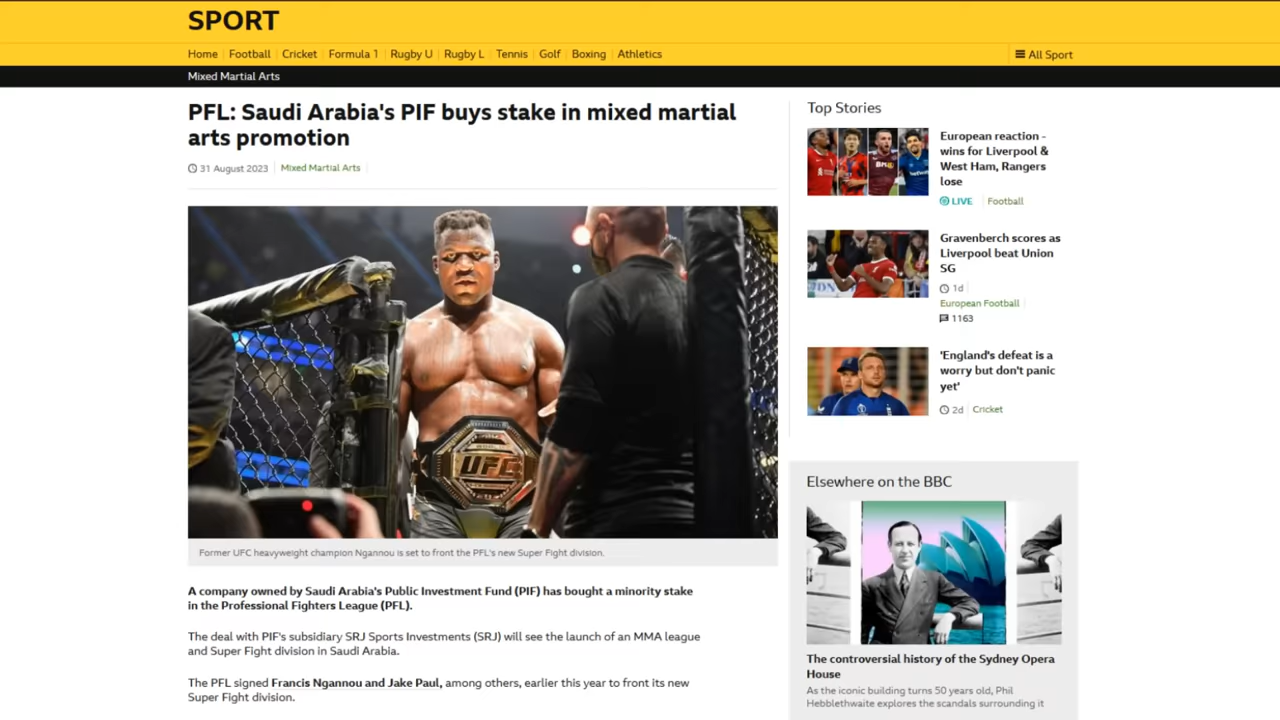 SPORT
Home
Football
Cricket
Formula 1
Rugby U
Rugby L
Tennis
Golf
Boxing
Athletics
All Sport
Mixed Martial Arts
PFL: Saudi Arabia's PIF buys stake in mixed martial
arts promotion
31 August 2023
Mixed Martial Arts
UFC
Former UFC heavyweight champion Ngannou is set to front the PFL's new Super Fight division.
A company owned by Saudi Arabia's Public Investment Fund (PIF) has bought a minority stake
in the Professional Fighters League (PFL).
The deal with PIF's subsidiary SRJ Sports Investments (SRJ) will see the launch of an MMA league
and Super Fight division in Saudi Arabia.
The PFL signed Francis Ngannou and Jake Paul, among others, earlier this year to front its new
Super Fight division.
Top Stories
European reaction -
wins for Liverpool &
West Ham, Rangers
lose
LIVE
Football
Gravenberch scores as
Liverpool beat Union
SG
1d
European Football
1163
'England's defeat is a
worry but don't panic
yet'
2d
Cricket
Elsewhere on the BBC
The controversial history of the Sydney Opera
House
As the iconic building turns 50 years old, Phil
Hebblethwaite explores the scandals surrounding it